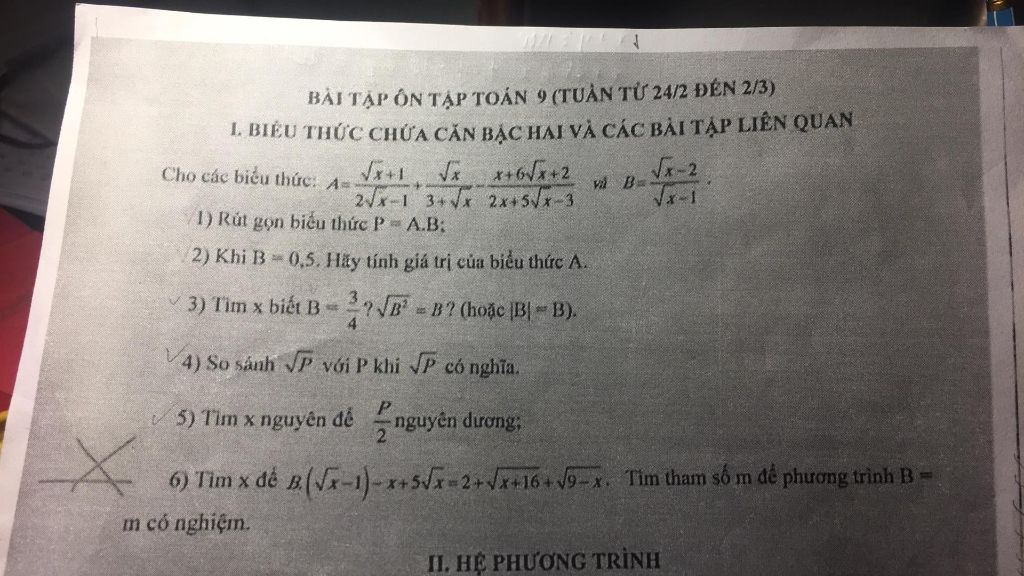 BÀI TẬP ÔN TẬP TOÁN 9 (TUẦN TỪ 24/2 ĐẾN 2/3)
I. BIỂU THỨC CHỨA CĂN BẬC HAI VÀ CÁC BÀI TẬP LIÊN QUAN
Cho các biểu thức: A = (√x+1)/(2√x−1) + √x/(3+√x) − (x+6√x+2)/(2x+5√x−3) và B = (√x−2)/(√x−1).
1) Rút gọn biểu thức P = A.B;
2) Khi B = 0,5. Hãy tính giá trị của biểu thức A.
3) Tìm x biết B = 3/4 ? √B² = B ? (hoặc |B| = B).
4) So sánh √P với P khi √P có nghĩa.
5) Tìm x nguyên để P/2 nguyên dương;
6) Tìm x để B.(√x−1) − x+5√x = 2+√(x+16)+√(9−x). Tìm tham số m để phương trình B =
m có nghiệm.
II. HỆ PHƯƠNG TRÌNH